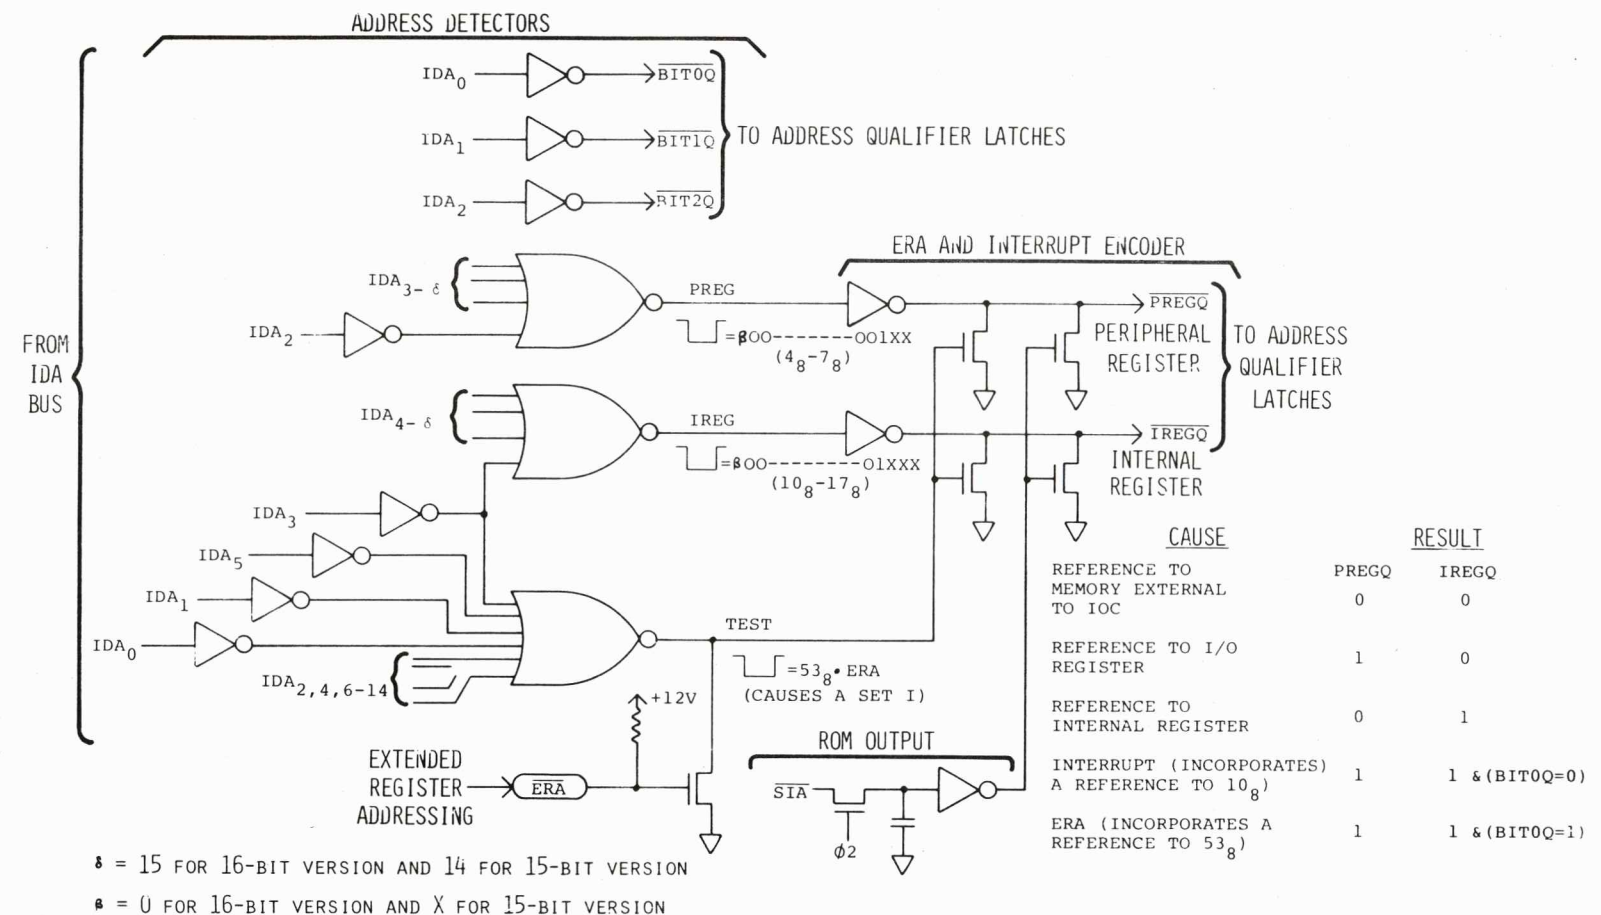 ADDRESS DETECTORS
IDA0
BIT0Q
IDA1
BIT1Q
TO ADDRESS QUALIFIER LATCHES
IDA2
BIT2Q
ERA AND INTERRUPT ENCODER
IDA3- δ
PREG
PREGQ
IDA2
=β00--------001XX
(48-78)
PERIPHERAL
REGISTER
TO ADDRESS
QUALIFIER
LATCHES
FROM
IDA
BUS
IDA4- δ
IREG
IREGQ
=β00--------01XXX
(108-178)
INTERNAL
REGISTER
IDA3
IDA5
IDA1
IDA0
IDA2,4,6-14
TEST
=538•ERA
(CAUSES A SET I)
+12V
EXTENDED
REGISTER
ADDRESSING
ERA
ROM OUTPUT
SIA
φ2
CAUSE
RESULT
PREGQ IREGQ
REFERENCE TO
MEMORY EXTERNAL
TO IOC
0 0
REFERENCE TO I/O
REGISTER
1 0
REFERENCE TO
INTERNAL REGISTER
0 1
INTERRUPT (INCORPORATES)
A REFERENCE TO 108)
1 1 &(BIT0Q=0)
ERA (INCORPORATES A
REFERENCE TO 538)
1 1 &(BIT0Q=1)
δ = 15 FOR 16-BIT VERSION AND 14 FOR 15-BIT VERSION
β = 0 FOR 16-BIT VERSION AND X FOR 15-BIT VERSION